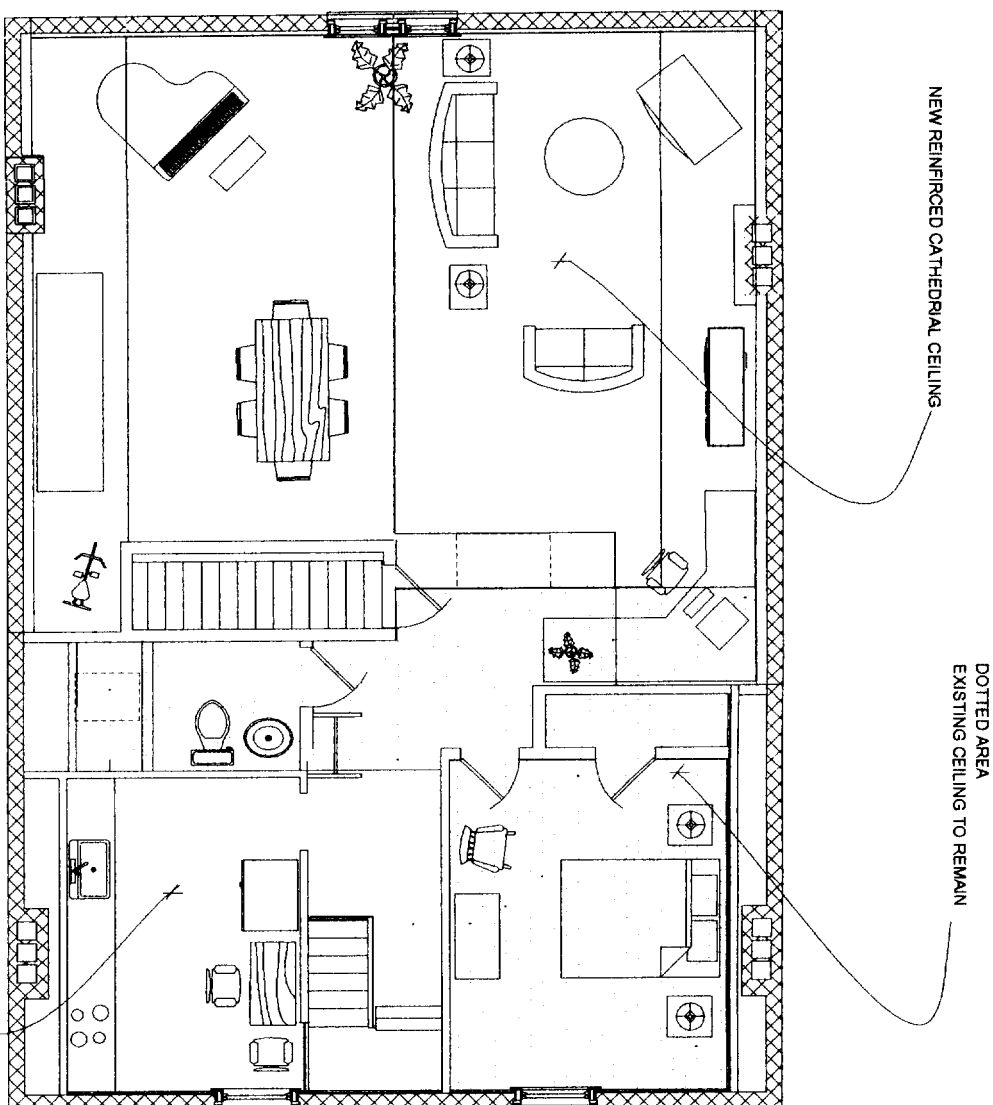 NEW REINFIRCED CATHEDRIAL CEILING
DOTTED AREA
EXISTING CEILING TO REMAIN